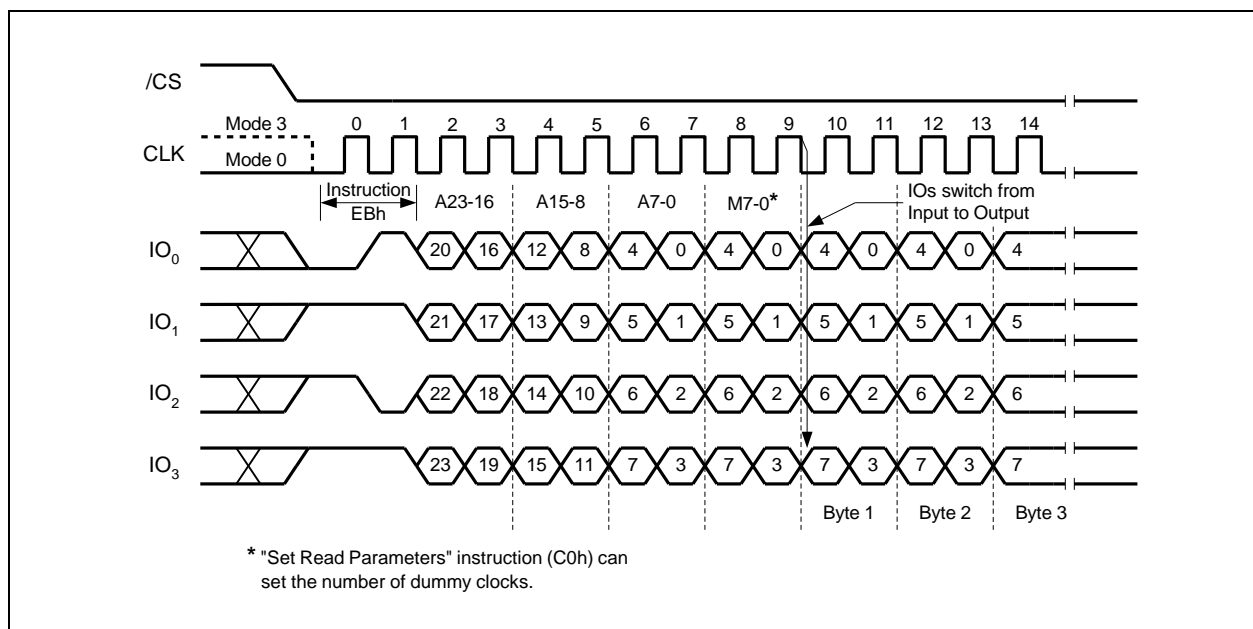 /CS
Mode 3 0 1 2 3 4 5 6 7 8 9 10 11 12 13 14
CLK Mode 0
Instruction A23-16 A15-8 A7-0 M7-0* IOs switch from
EBh Input to Output
IO0 20 16 12 8 4 0 4 0 4 0 4 0 4
IO1 21 17 13 9 5 1 5 1 5 1 5 1 5
IO2 22 18 14 10 6 2 6 2 6 2 6 2 6
IO3 23 19 15 11 7 3 7 3 7 3 7 3 7
Byte 1 Byte 2 Byte 3
* "Set Read Parameters" instruction (C0h) can
set the number of dummy clocks.